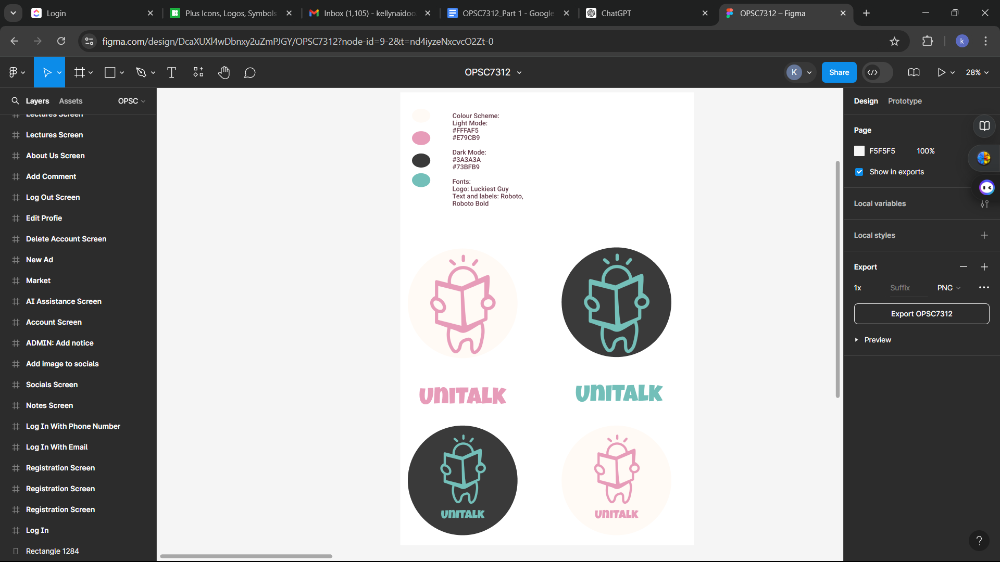 Login
Plus Icons, Logos, Symbols
Inbox (1,105) - kellynaidoo
OPSC7312_Part 1 - Google
ChatGPT
OPSC7312 – Figma
figma.com/design/DcaXUXl4wDbnxy2uZmPJGY/OPSC7312?node-id=9-2&t=nd4iyzeNxcvcO2Zt-0
k
OPSC7312
K
Share
28%
Layers
Assets
OPSC
Lectures Screen
Lectures Screen
About Us Screen
Add Comment
Log Out Screen
Edit Profie
Delete Account Screen
New Ad
Market
AI Assistance Screen
Account Screen
ADMIN: Add notice
Add image to socials
Socials Screen
Notes Screen
Log In With Phone Number
Log In With Email
Registration Screen
Registration Screen
Registration Screen
Log In
Rectangle 1284
Colour Scheme:
Light Mode:
#FFFAF5
#E79CB9
Dark Mode:
#3A3A3A
#73BFB9
Fonts:
Logo: Luckiest Guy
Text and labels: Roboto,
Roboto Bold
UNITALK
UNITALK
UNITALK
UNITALK
Design
Prototype
Page
F5F5F5 100%
Show in exports
Local variables
Local styles
Export
1x Suffix PNG
Export OPSC7312
Preview
?